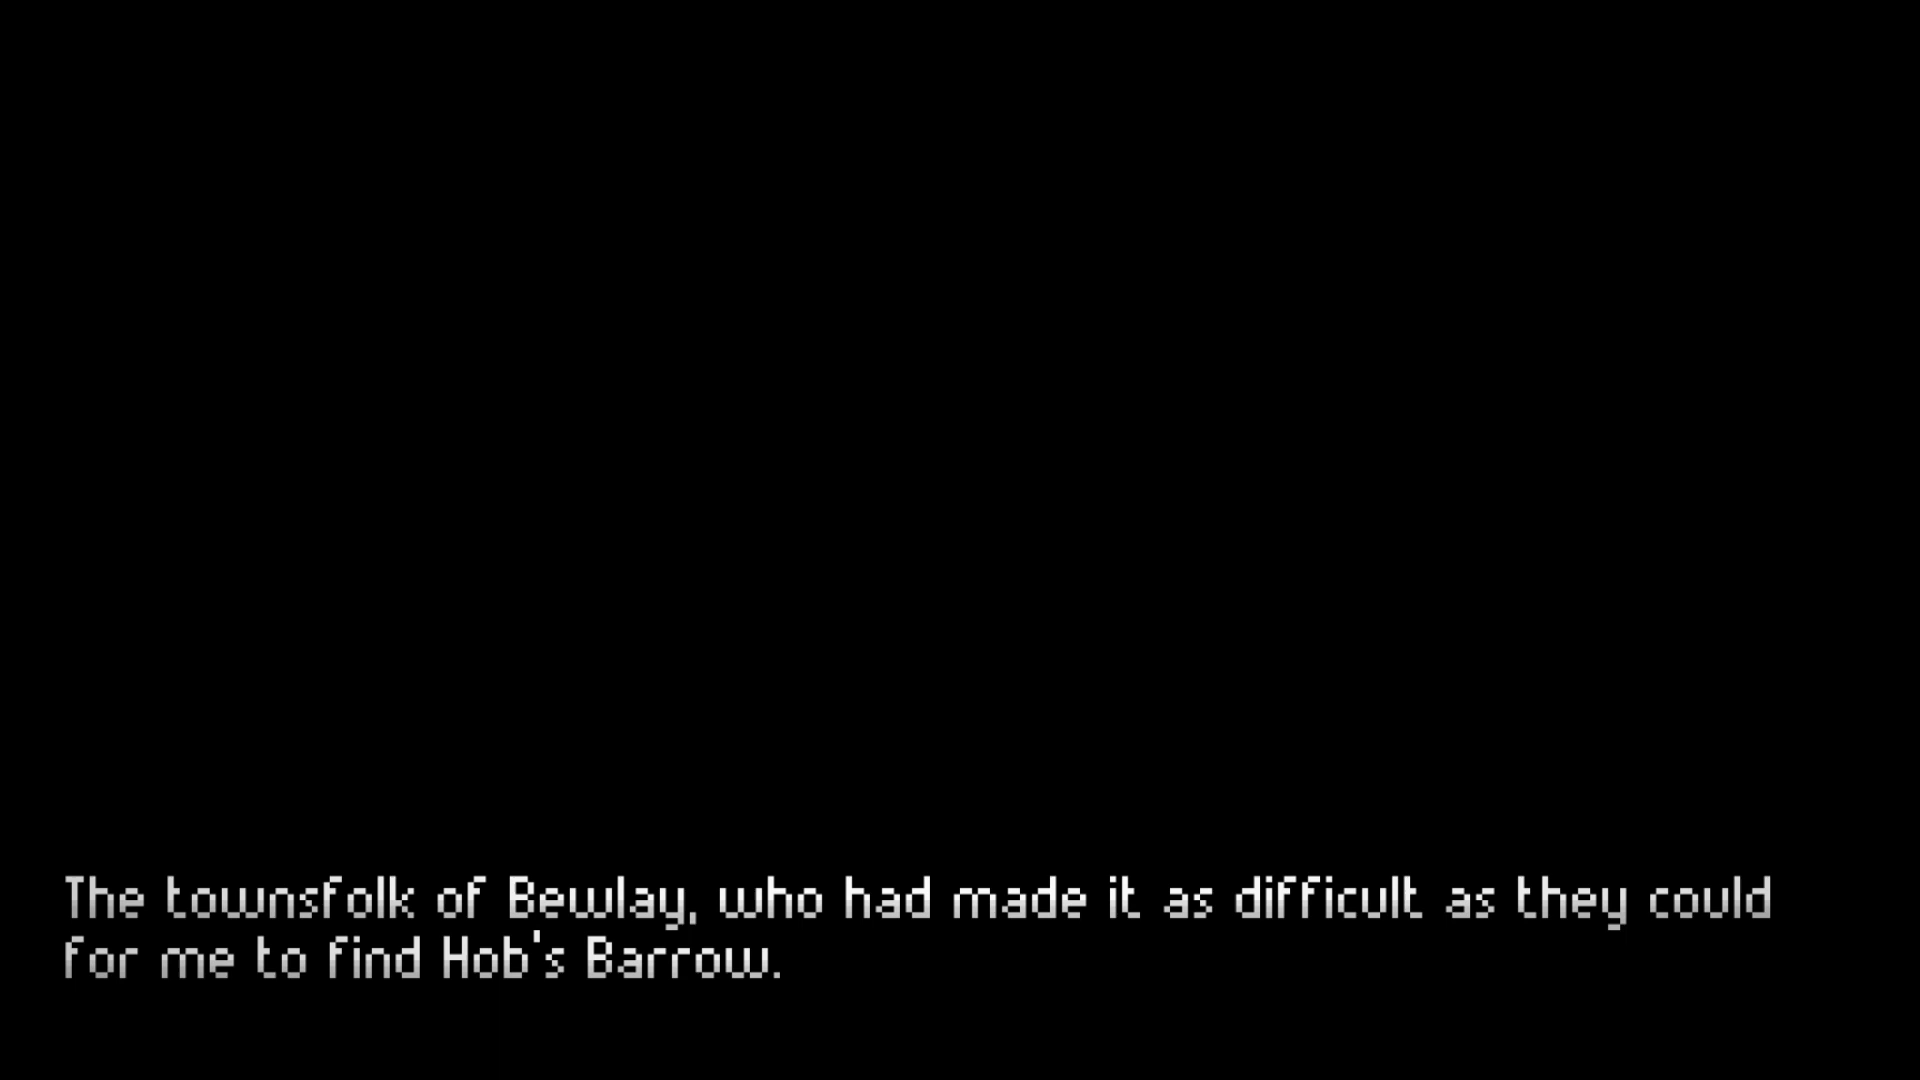 The townsfolk of Bewlay, who had made it as difficult as they could
for me to find Hob's Barrow.